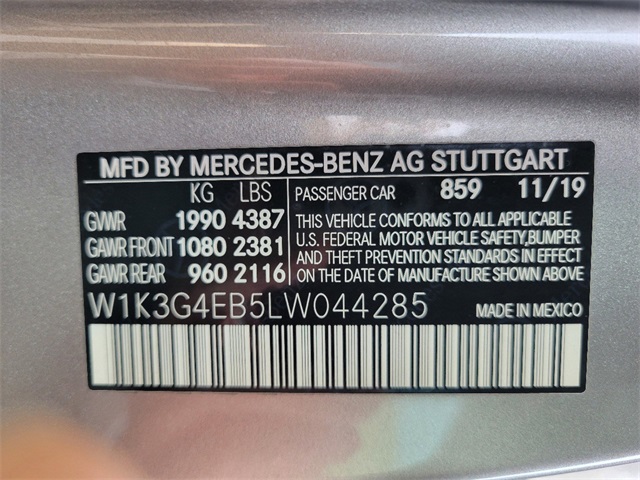 MFD BY MERCEDES-BENZ AG STUTTGART
KG LBS PASSENGER CAR 859 11/19
GVWR 1990 4387 THIS VEHICLE CONFORMS TO ALL APPLICABLE
GAWR FRONT 1080 2381 U.S. FEDERAL MOTOR VEHICLE SAFETY, BUMPER
GAWR REAR 960 2116 AND THEFT PREVENTION STANDARDS IN EFFECT
ON THE DATE OF MANUFACTURE SHOWN ABOVE.
W1K3G4EB5LW044285 MADE IN MEXICO